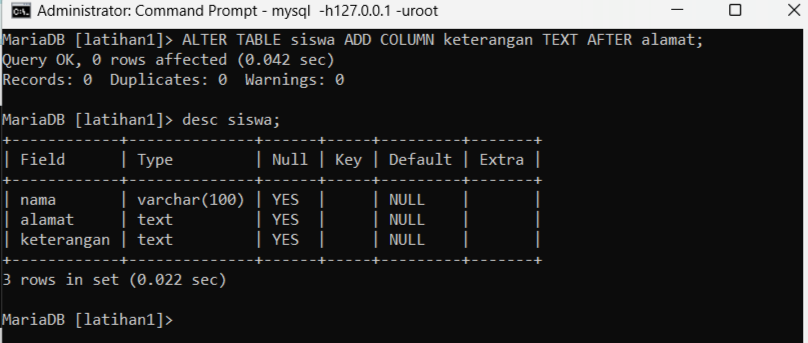 Administrator: Command Prompt - mysql -h127.0.0.1 -uroot
MariaDB [latihan1]> ALTER TABLE siswa ADD COLUMN keterangan TEXT AFTER alamat;
Query OK, 0 rows affected (0.042 sec)
Records: 0  Duplicates: 0  Warnings: 0
MariaDB [latihan1]> desc siswa;
+------------+--------------+------+-----+---------+-------+
| Field      | Type         | Null | Key | Default | Extra |
+------------+--------------+------+-----+---------+-------+
| nama       | varchar(100) | YES  |     | NULL    |       |
| alamat     | text         | YES  |     | NULL    |       |
| keterangan | text         | YES  |     | NULL    |       |
+------------+--------------+------+-----+---------+-------+
3 rows in set (0.022 sec)
MariaDB [latihan1]>